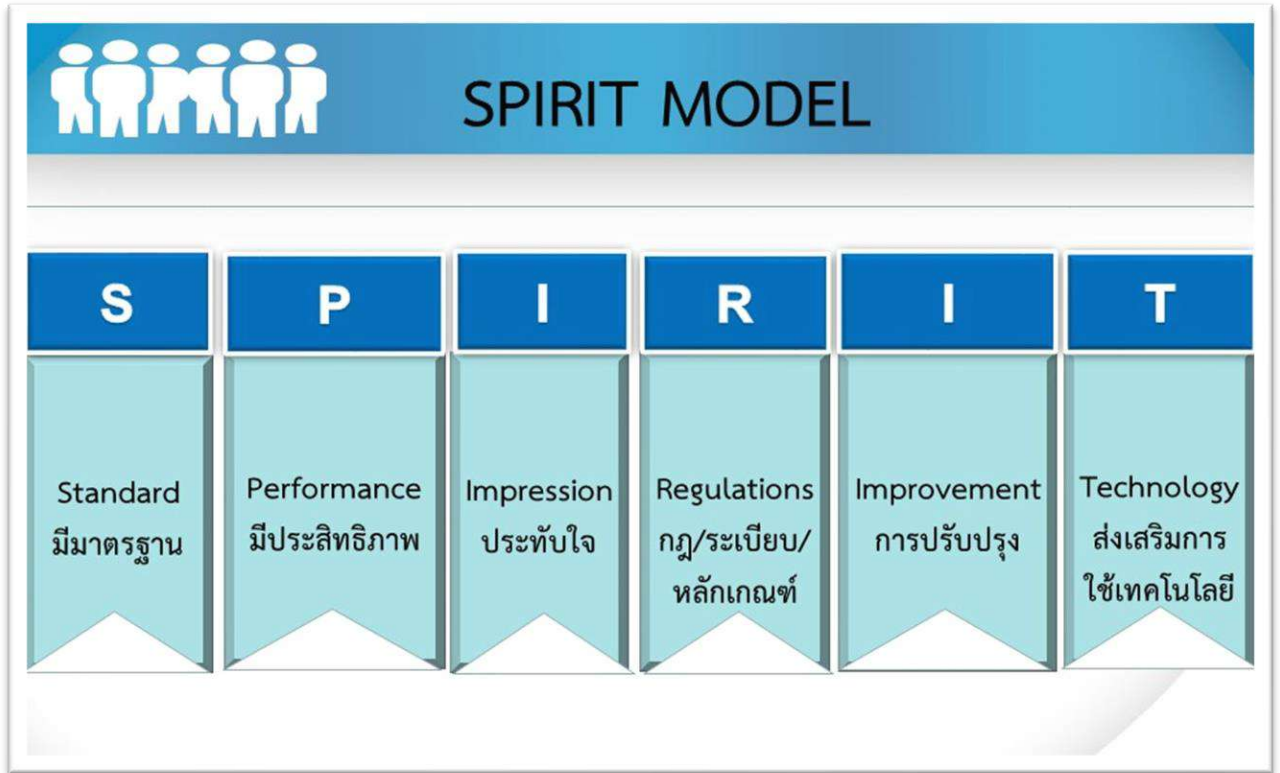 SPIRIT MODEL
S
P
I
R
I
T
Standard
มีมาตรฐาน
Performance
มีประสิทธิภาพ
Impression
ประทับใจ
Regulations
กฎ/ระเบียบ/
หลักเกณฑ์
Improvement
การปรับปรุง
Technology
ส่งเสริมการ
ใช้เทคโนโลยี